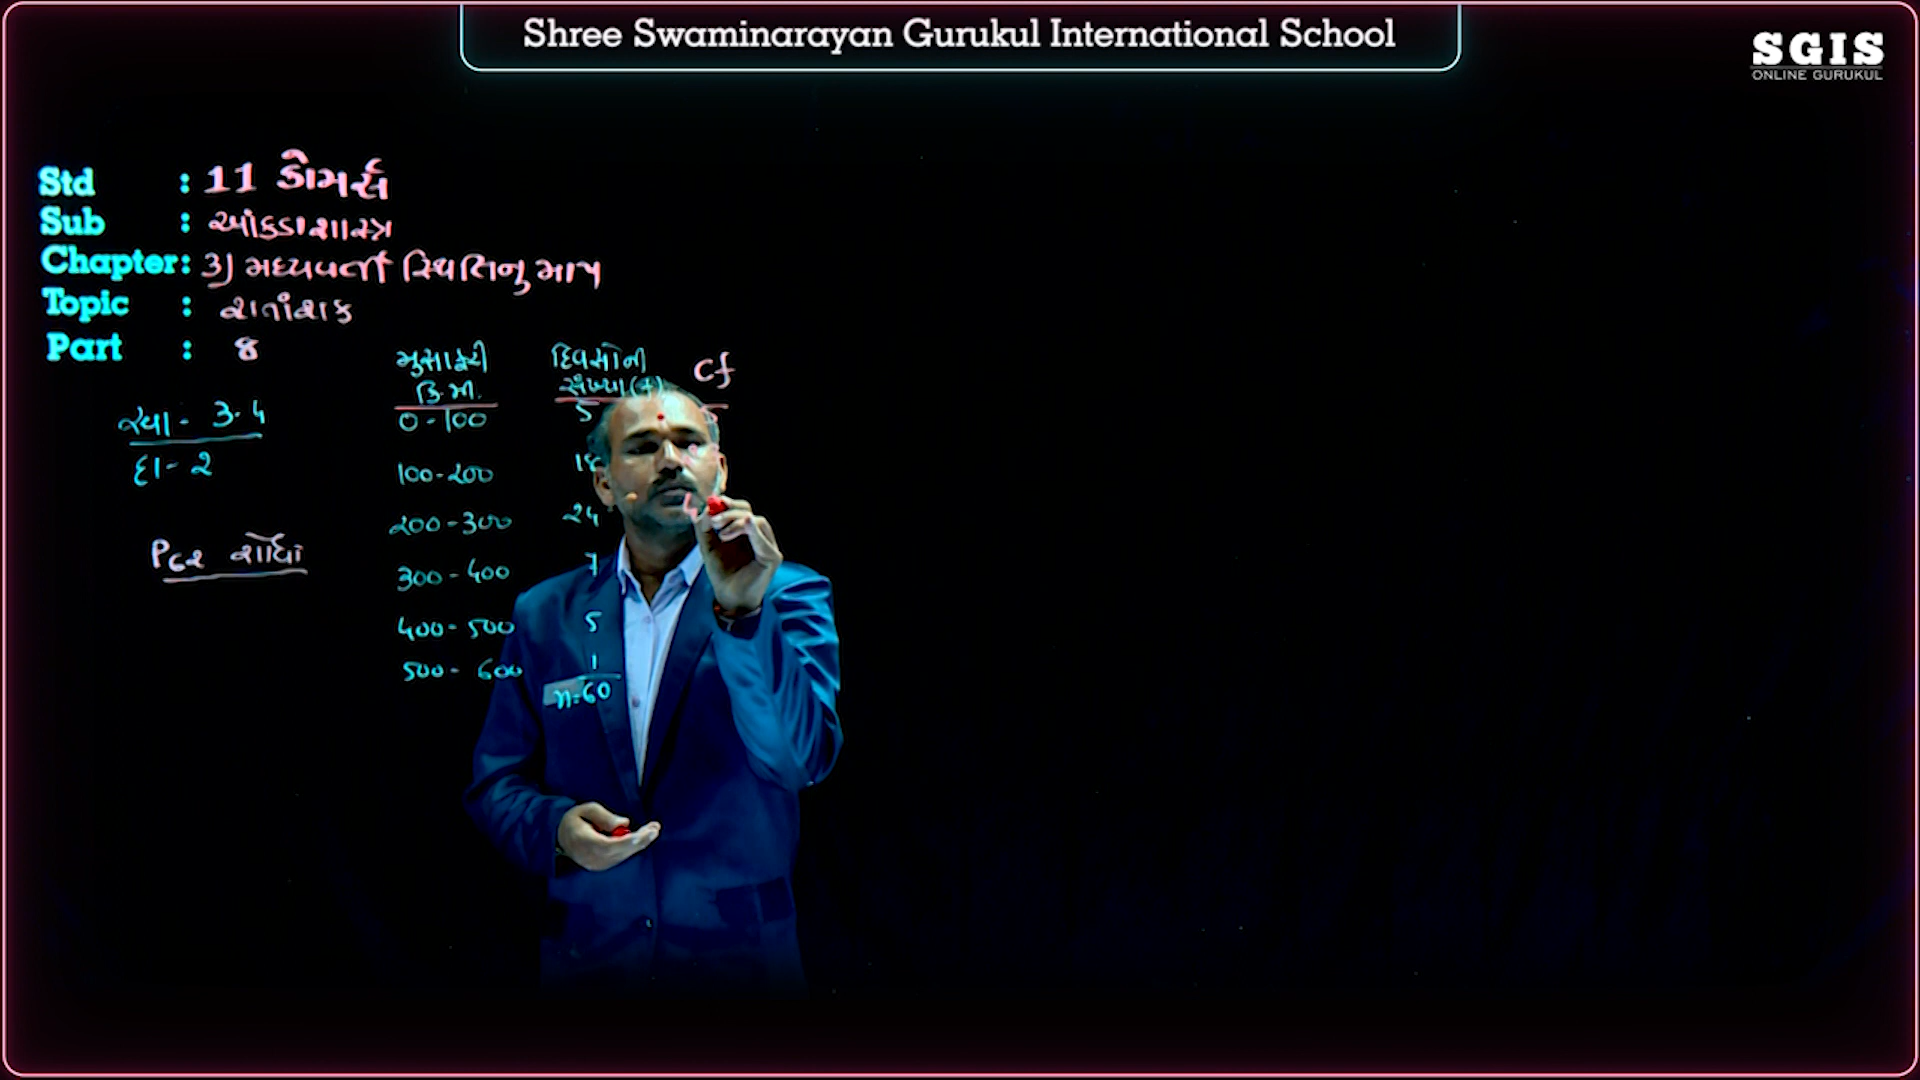 Shree Swaminarayan Gurukul International School
SGIS
ONLINE GURUKUL
Std : 11 કોમર્સ
Sub : આંકડાશાસ્ત્ર
Chapter: 3) મધ્યવર્તી સ્થિતિનુ માપ
Topic : શતાંશક
Part : 8
સ્વા - 3.4
દા - 2
P62 શોધો
મુસાફરી કિ.મી. દિવસોની સંખ્યા (f) cf
0 - 100 5 5
100 - 200
200 - 300 24
300 - 400 7
400 - 500 5
500 - 600 1
n=60